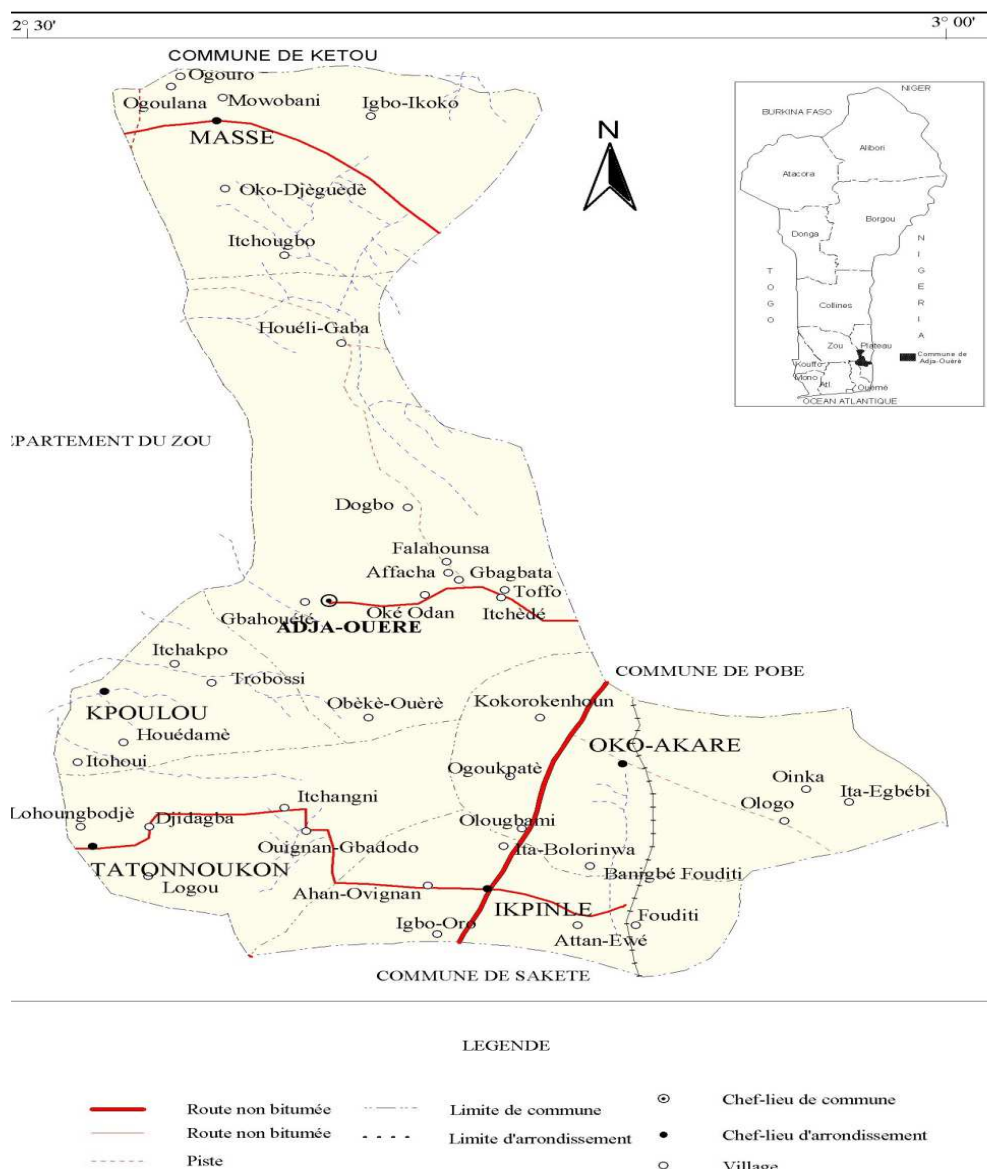 2° 30'
3° 00'
COMMUNE DE KETOU
Ogouro
Ogoulana
Mowobani
Igbo-Ikoko
MASSE
Oko-Djèguèdè
Itchougbo
Houéli-Gaba
N
NIGER
BURKINA FASO
Alibori
Atacora
Borgou
Donga
TOGO
NIGERIA
Collines
Zou
Plateau
Kouffo
Mono
Atl.
Ouémé
OCEAN ATLANTIQUE
Commune de
Adja-Ouèrè
EPARTEMENT DU ZOU
Dogbo
Falahounsa
Affacha
Gbagbata
Toffo
Gbahouété
Oké Odan
Itchèdé
ADJA-OUERE
Itchakpo
Trobossi
COMMUNE DE POBE
KPOULOU
Obèkè-Ouèrè
Kokorokenhoun
Houédamè
OKO-AKARE
Itohoui
Ogoukpatè
Oinka
Ita-Egbébi
Ologo
Itchangni
Lohoungbodjè
Djidagba
Olougbami
Ouignan-Gbadodo
Ita-Bolorinwa
TATONNOUKON
Banigbé Fouditi
Logou
Ahan-Ovignan
IKPINLE
Igbo-Oro
Fouditi
Attan-Ewé
COMMUNE DE SAKETE
LEGENDE
Route non bitumée
Limite de commune
Chef-lieu de commune
Route non bitumée
Limite d'arrondissement
Chef-lieu d'arrondissement
Piste
Village